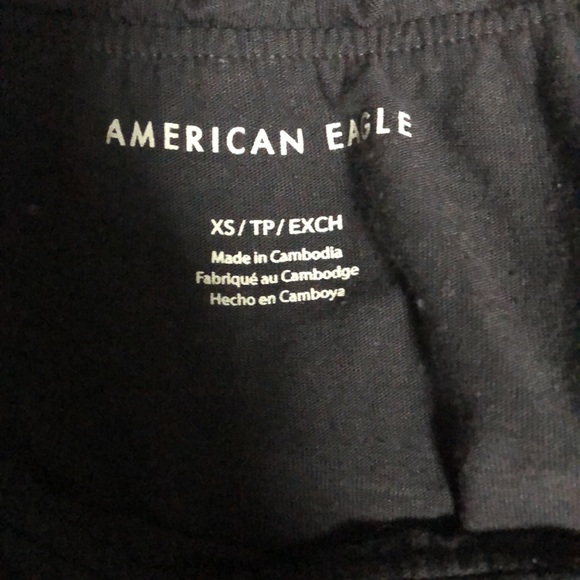 AMERICAN EAGLE
XS/TP/EXCH
Made in Cambodia
Fabriqué au Cambodge
Hecho en Camboya